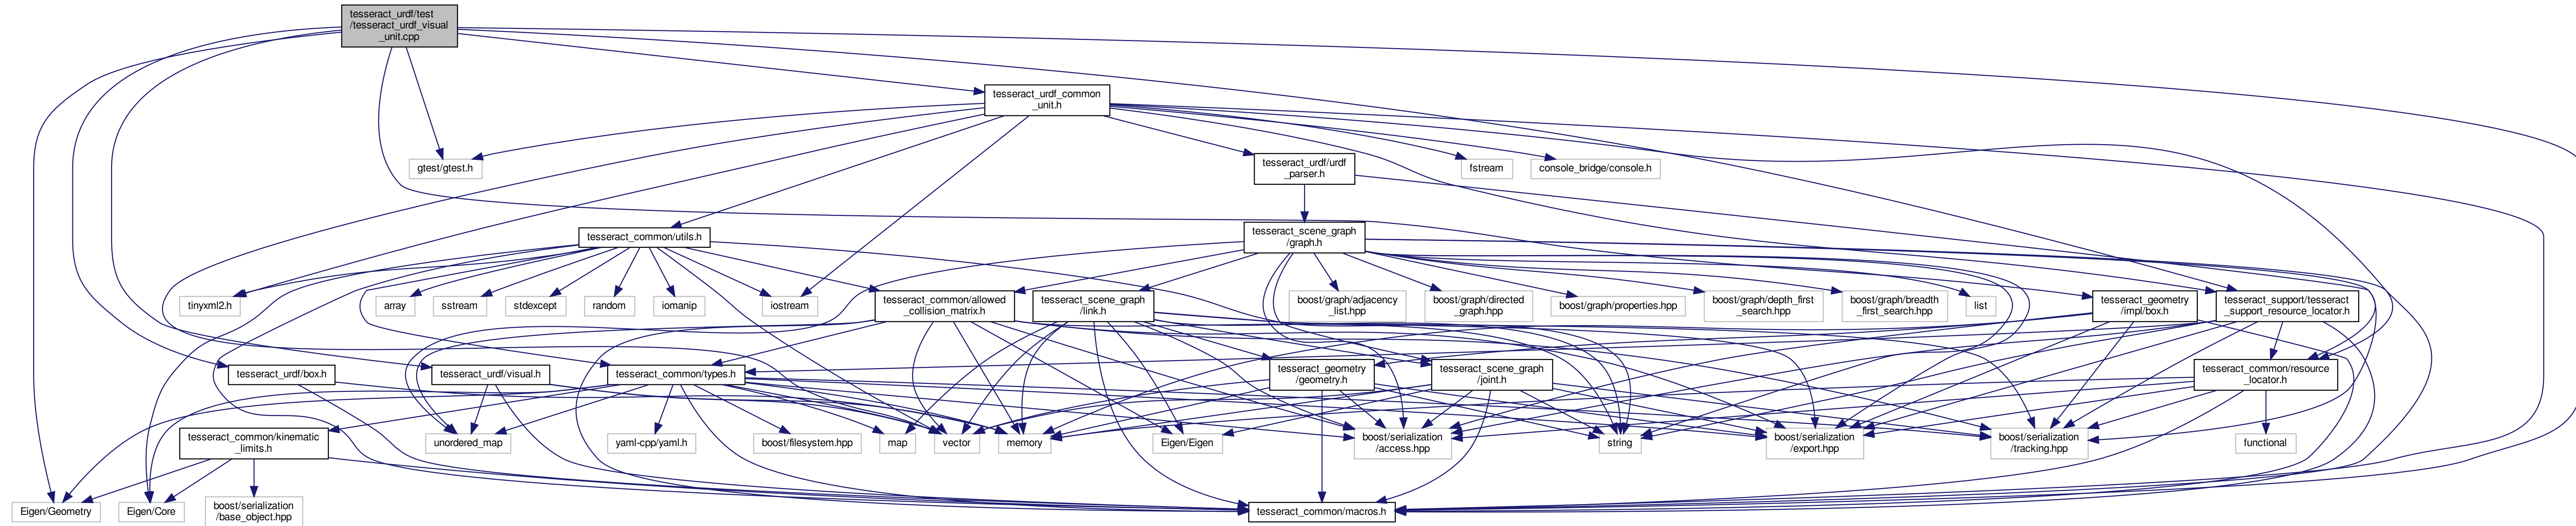 tesseract_urdf/test
/tesseract_urdf_visual
_unit.cpp
tesseract_urdf_common
_unit.h
gtest/gtest.h
tesseract_urdf/urdf
_parser.h
fstream
console_bridge/console.h
tesseract_common/utils.h
tesseract_scene_graph
/graph.h
tinyxml2.h
array
sstream
stdexcept
random
iomanip
iostream
tesseract_common/allowed
_collision_matrix.h
tesseract_scene_graph
/link.h
boost/graph/adjacency
_list.hpp
boost/graph/directed
_graph.hpp
boost/graph/properties.hpp
boost/graph/depth_first
_search.hpp
boost/graph/breadth
_first_search.hpp
list
tesseract_geometry
/impl/box.h
tesseract_support/tesseract
_support_resource_locator.h
tesseract_urdf/box.h
tesseract_urdf/visual.h
tesseract_common/types.h
tesseract_geometry
/geometry.h
tesseract_scene_graph
/joint.h
tesseract_common/resource
_locator.h
tesseract_common/kinematic
_limits.h
unordered_map
yaml-cpp/yaml.h
boost/filesystem.hpp
map
vector
memory
Eigen/Eigen
boost/serialization
/access.hpp
string
boost/serialization
/export.hpp
boost/serialization
/tracking.hpp
functional
Eigen/Geometry
Eigen/Core
boost/serialization
/base_object.hpp
tesseract_common/macros.h